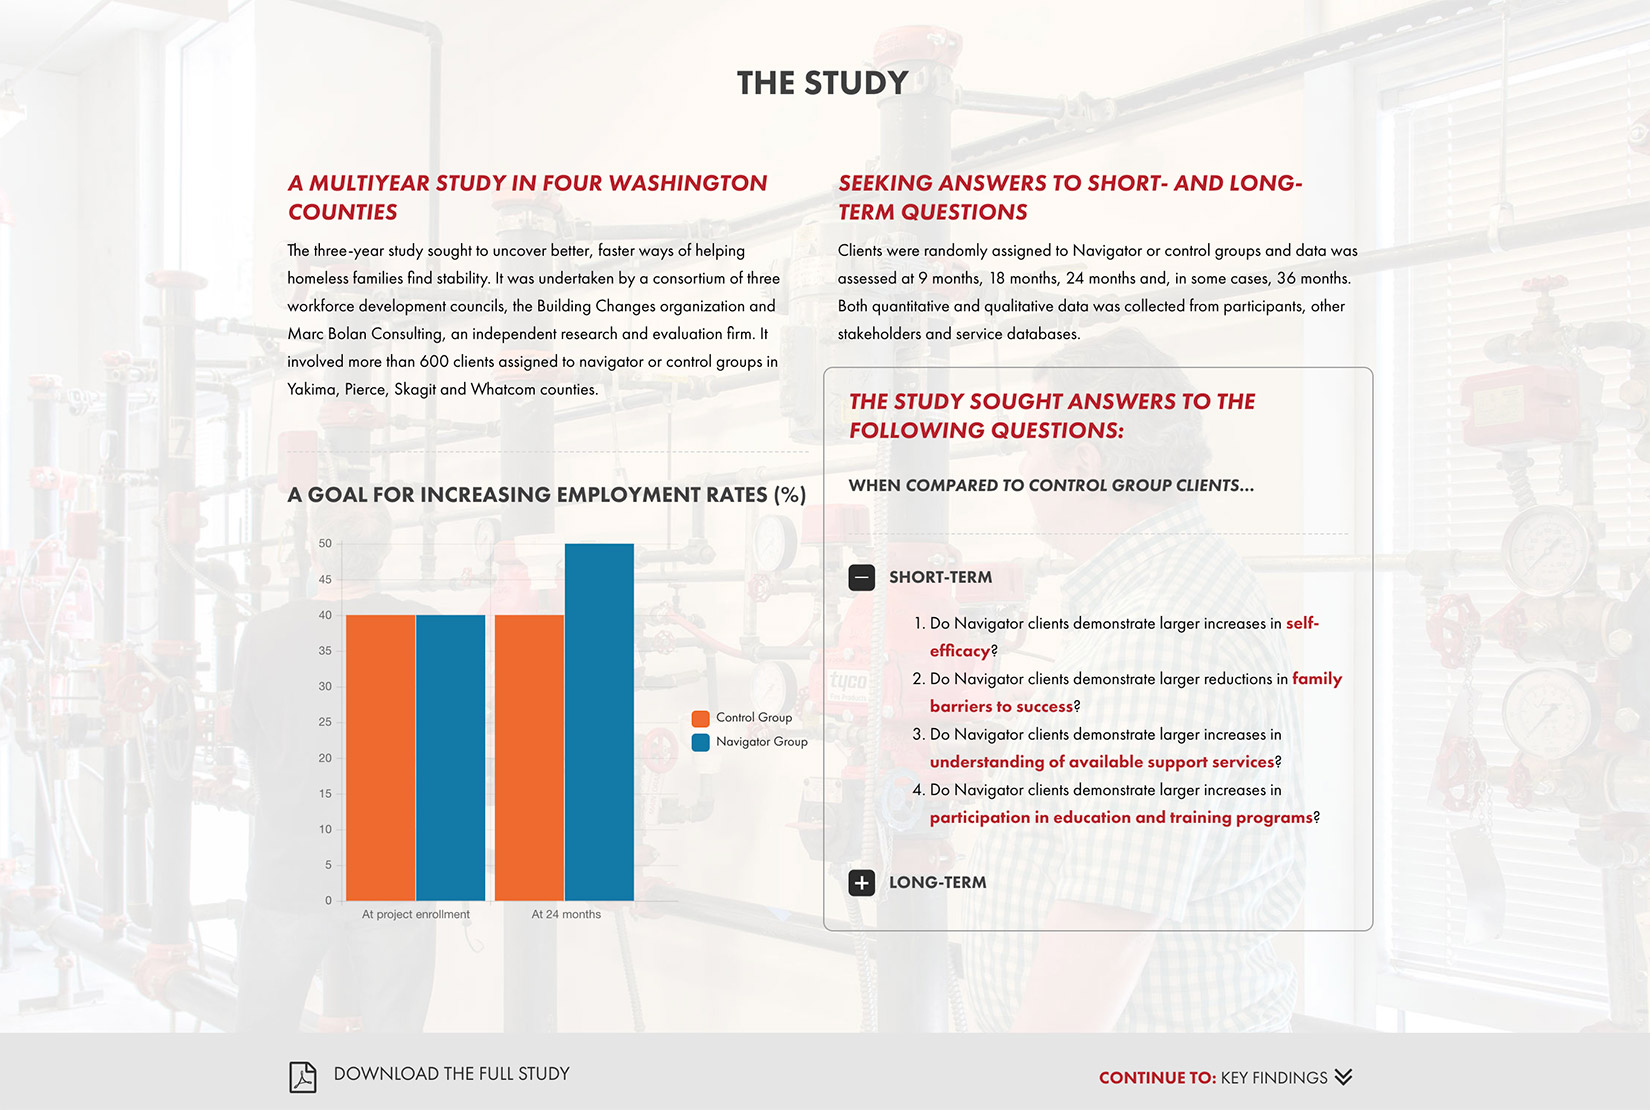 THE STUDY
A MULTIYEAR STUDY IN FOUR WASHINGTON
COUNTIES
The three-year study sought to uncover better, faster ways of helping
homeless families find stability. It was undertaken by a consortium of three
workforce development councils, the Building Changes organization and
Marc Bolan Consulting, an independent research and evaluation firm. It
involved more than 600 clients assigned to navigator or control groups in
Yakima, Pierce, Skagit and Whatcom counties.
A GOAL FOR INCREASING EMPLOYMENT RATES (%)
50
45
40
35
30
25
20
15
10
5
0
At project enrollment
At 24 months
Control Group
Navigator Group
SEEKING ANSWERS TO SHORT- AND LONG-
TERM QUESTIONS
Clients were randomly assigned to Navigator or control groups and data was
assessed at 9 months, 18 months, 24 months and, in some cases, 36 months.
Both quantitative and qualitative data was collected from participants, other
stakeholders and service databases.
THE STUDY SOUGHT ANSWERS TO THE
FOLLOWING QUESTIONS:
WHEN COMPARED TO CONTROL GROUP CLIENTS...
SHORT-TERM
1. Do Navigator clients demonstrate larger increases in self-
efficacy?
2. Do Navigator clients demonstrate larger reductions in family
barriers to success?
3. Do Navigator clients demonstrate larger increases in
understanding of available support services?
4. Do Navigator clients demonstrate larger increases in
participation in education and training programs?
LONG-TERM
tyco
2
DOWNLOAD THE FULL STUDY
CONTINUE TO: KEY FINDINGS